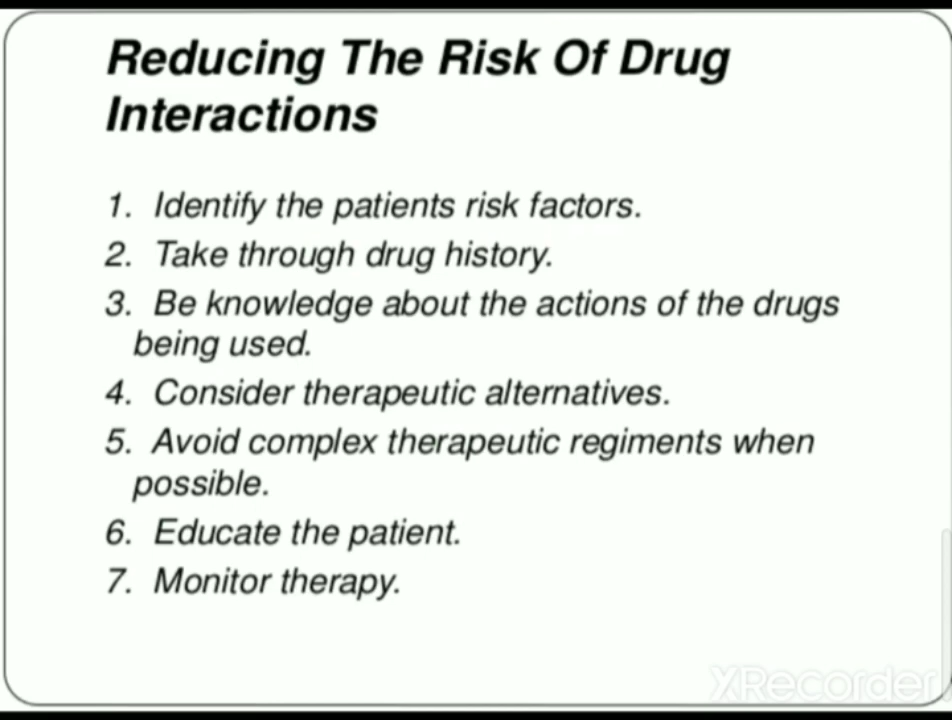 Reducing The Risk Of Drug
Interactions
1. Identify the patients risk factors.
2. Take through drug history.
3. Be knowledge about the actions of the drugs
being used.
4. Consider therapeutic alternatives.
5. Avoid complex therapeutic regiments when
possible.
6. Educate the patient.
7. Monitor therapy.
XRecorder